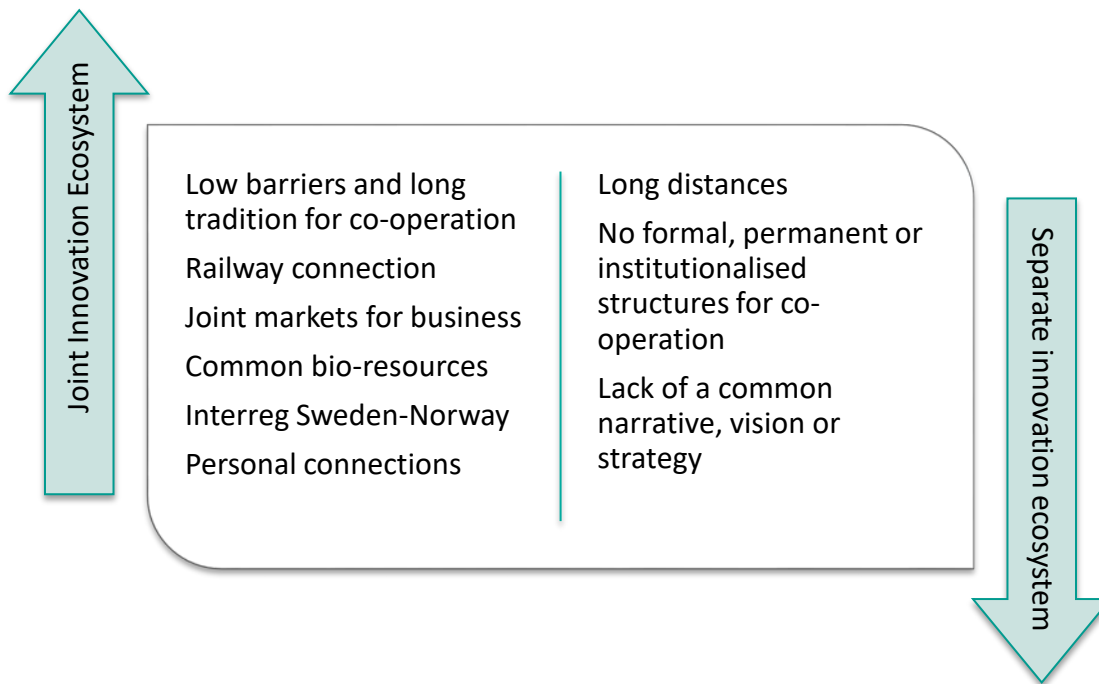 Joint Innovation Ecosystem
Low barriers and long
tradition for co-operation
Railway connection
Joint markets for business
Common bio-resources
Interreg Sweden-Norway
Personal connections
Long distances
No formal, permanent or
institutionalised
structures for co-
operation
Lack of a common
narrative, vision or
strategy
Separate innovation ecosystem